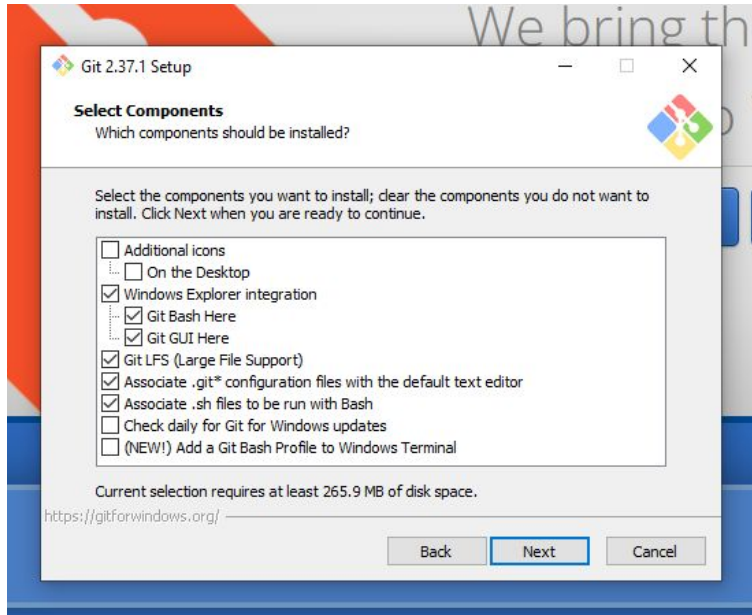 We bring th
Git 2.37.1 Setup
Select Components
Which components should be installed?
Select the components you want to install; clear the components you do not want to
install. Click Next when you are ready to continue.
Additional icons
On the Desktop
Windows Explorer integration
Git Bash Here
Git GUI Here
Git LFS (Large File Support)
Associate .git* configuration files with the default text editor
Associate .sh files to be run with Bash
Check daily for Git for Windows updates
(NEW!) Add a Git Bash Profile to Windows Terminal
Current selection requires at least 265.9 MB of disk space.
https://gitforwindows.org/
Back Next Cancel